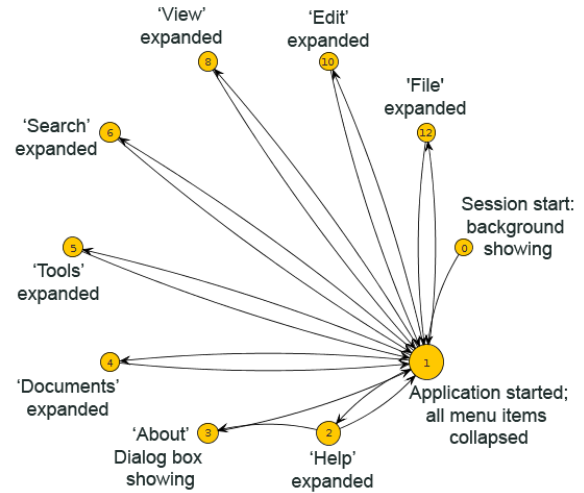 ‘View’
expanded
8
‘Edit’
expanded
10
'File'
expanded
12
‘Search’
expanded
6
Session start:
background
showing
0
5
‘Tools’
expanded
4
‘Documents’
expanded
1
Application started;
all menu items
collapsed
3
‘About’
Dialog box
showing
2
‘Help’
expanded